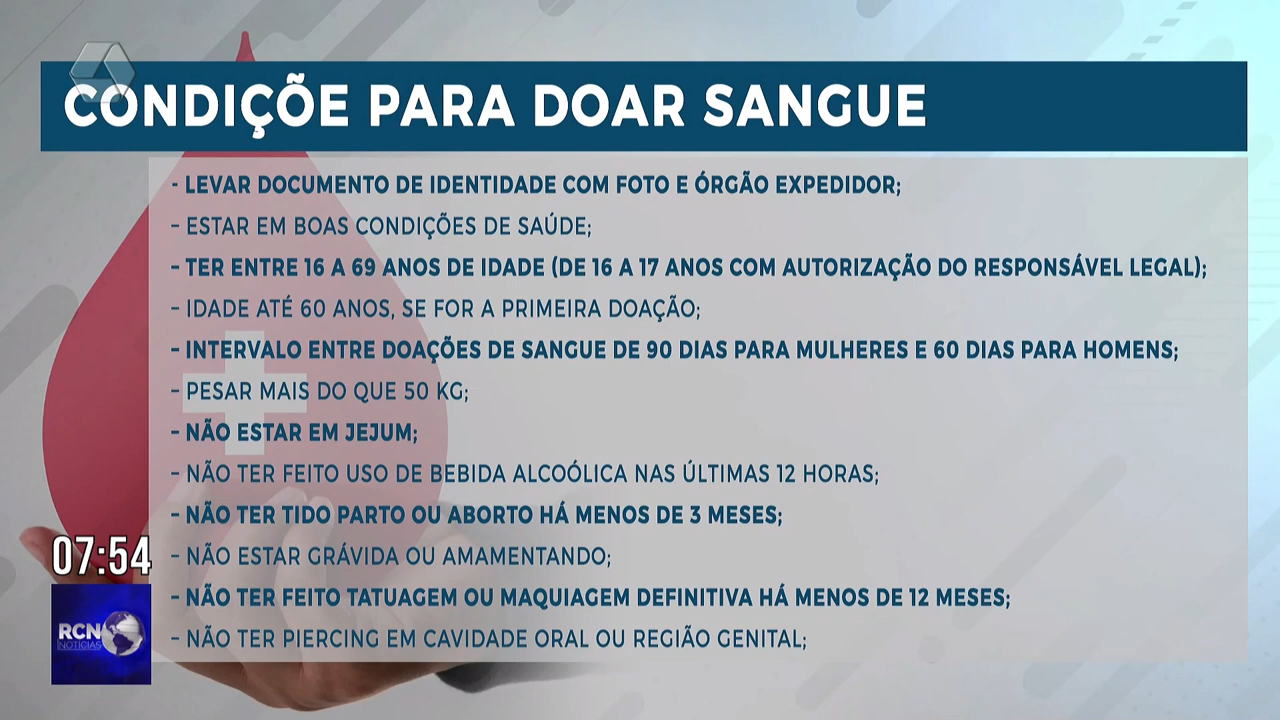 CONDIÇÕE PARA DOAR SANGUE
- LEVAR DOCUMENTO DE IDENTIDADE COM FOTO E ÓRGÃO EXPEDIDOR;
- ESTAR EM BOAS CONDIÇÕES DE SAÚDE;
- TER ENTRE 16 A 69 ANOS DE IDADE (DE 16 A 17 ANOS COM AUTORIZAÇÃO DO RESPONSÁVEL LEGAL);
- IDADE ATÉ 60 ANOS, SE FOR A PRIMEIRA DOAÇÃO;
- INTERVALO ENTRE DOAÇÕES DE SANGUE DE 90 DIAS PARA MULHERES E 60 DIAS PARA HOMENS;
- PESAR MAIS DO QUE 50 KG;
- NÃO ESTAR EM JEJUM;
- NÃO TER FEITO USO DE BEBIDA ALCOÓLICA NAS ÚLTIMAS 12 HORAS;
- NÃO TER TIDO PARTO OU ABORTO HÁ MENOS DE 3 MESES;
- NÃO ESTAR GRÁVIDA OU AMAMENTANDO;
- NÃO TER FEITO TATUAGEM OU MAQUIAGEM DEFINITIVA HÁ MENOS DE 12 MESES;
- NÃO TER PIERCING EM CAVIDADE ORAL OU REGIÃO GENITAL;
07:54
RCN
NOTÍCIAS